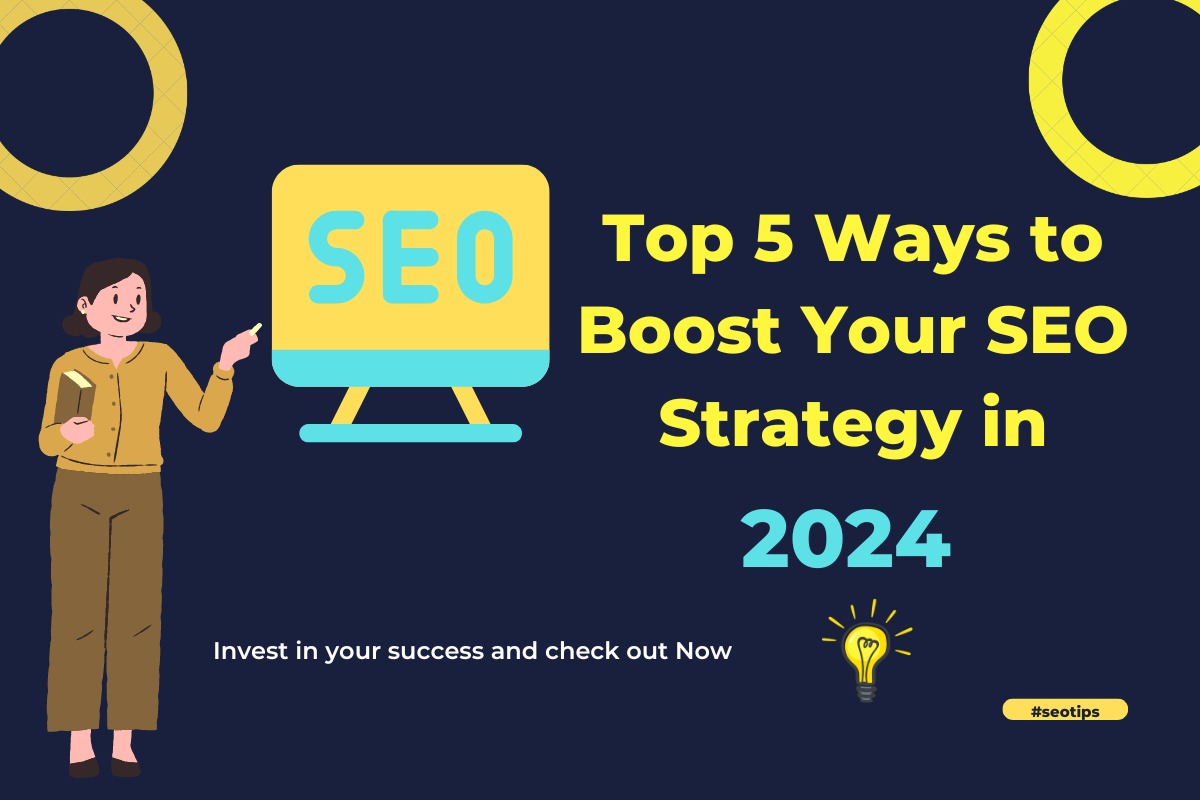 SEO
Top 5 Ways to
Boost Your SEO
Strategy in
2024
Invest in your success and check out Now
#seotips